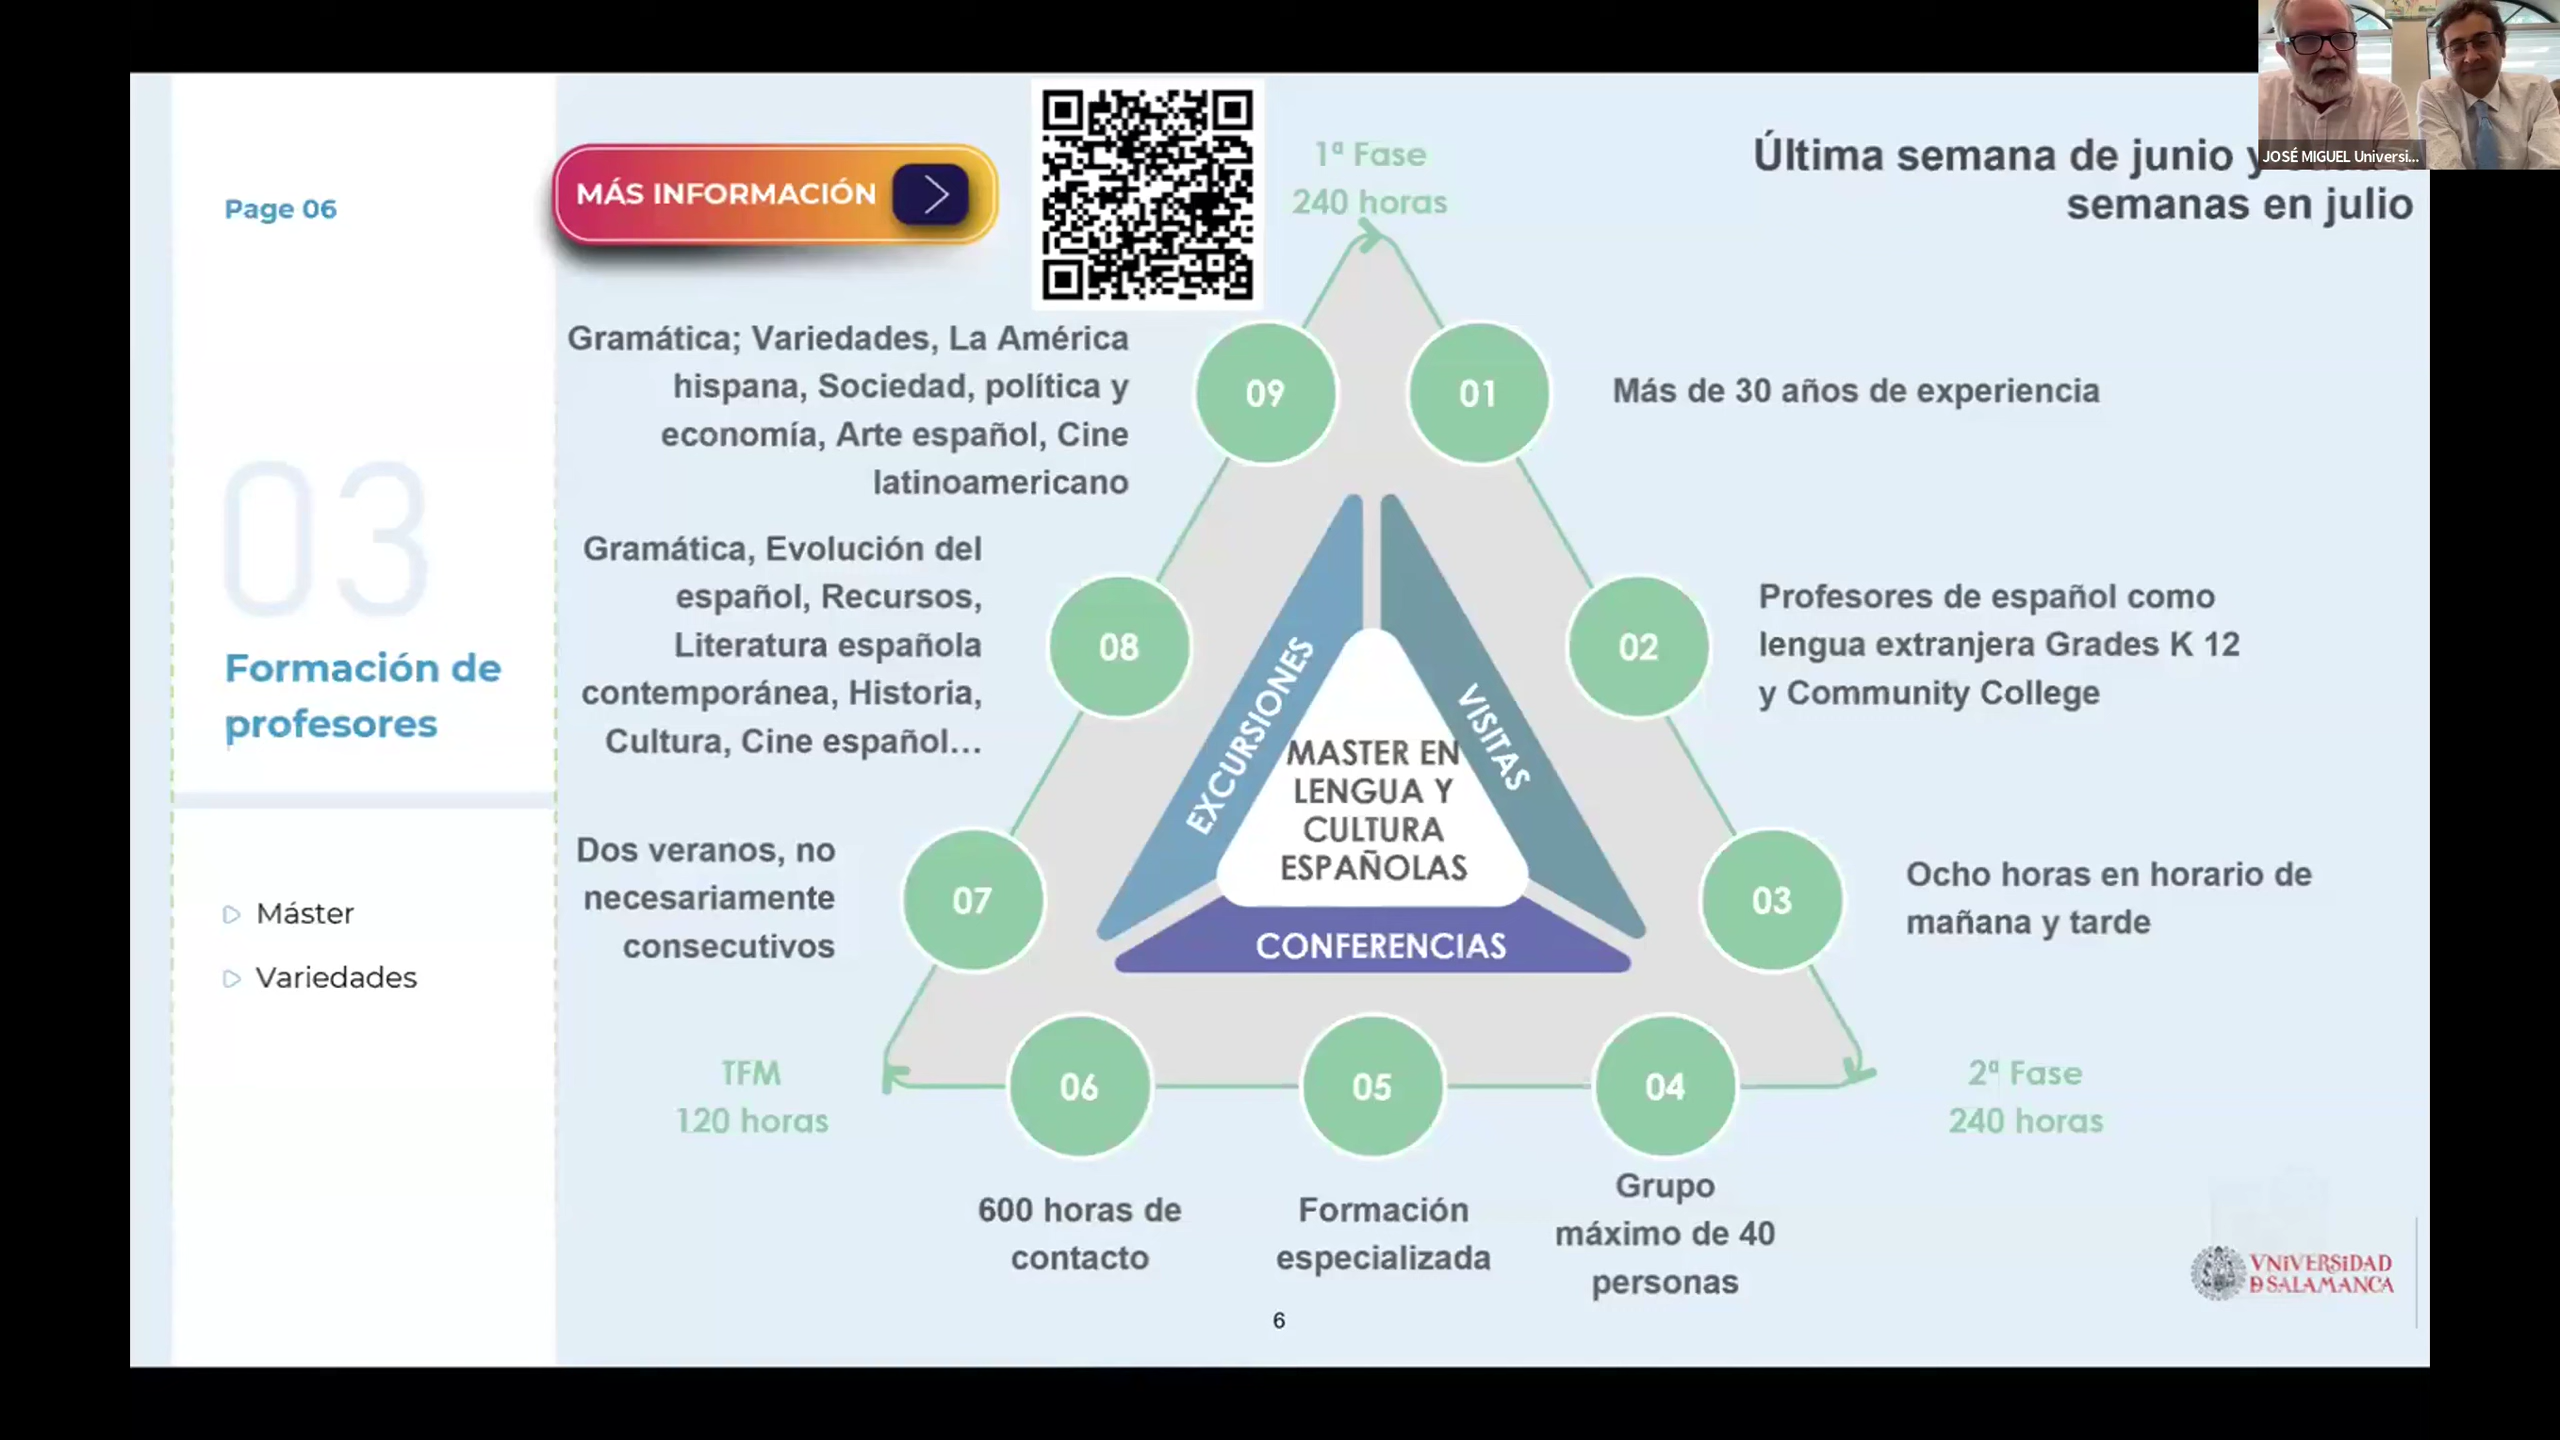 Page 06
03
Formación de
profesores
Máster
Variedades
MÁS INFORMACIÓN
1ª Fase
240 horas
Última semana de junio y
semanas en julio
JOSÉ MIGUEL Universi...
Gramática; Variedades, La América
hispana, Sociedad, política y
economía, Arte español, Cine
latinoamericano
09
01
Más de 30 años de experiencia
Gramática, Evolución del
español, Recursos,
Literatura española
contemporánea, Historia,
Cultura, Cine español...
08
02
Profesores de español como
lengua extranjera Grades K 12
y Community College
EXCURSIONES
VISITAS
MASTER EN
LENGUA Y
CULTURA
ESPAÑOLAS
CONFERENCIAS
Dos veranos, no
necesariamente
consecutivos
07
03
Ocho horas en horario de
mañana y tarde
TFM
120 horas
06
05
04
2ª Fase
240 horas
600 horas de
contacto
Formación
especializada
Grupo
máximo de 40
personas
VNiVERSiDAD
D SALAMANCA
6